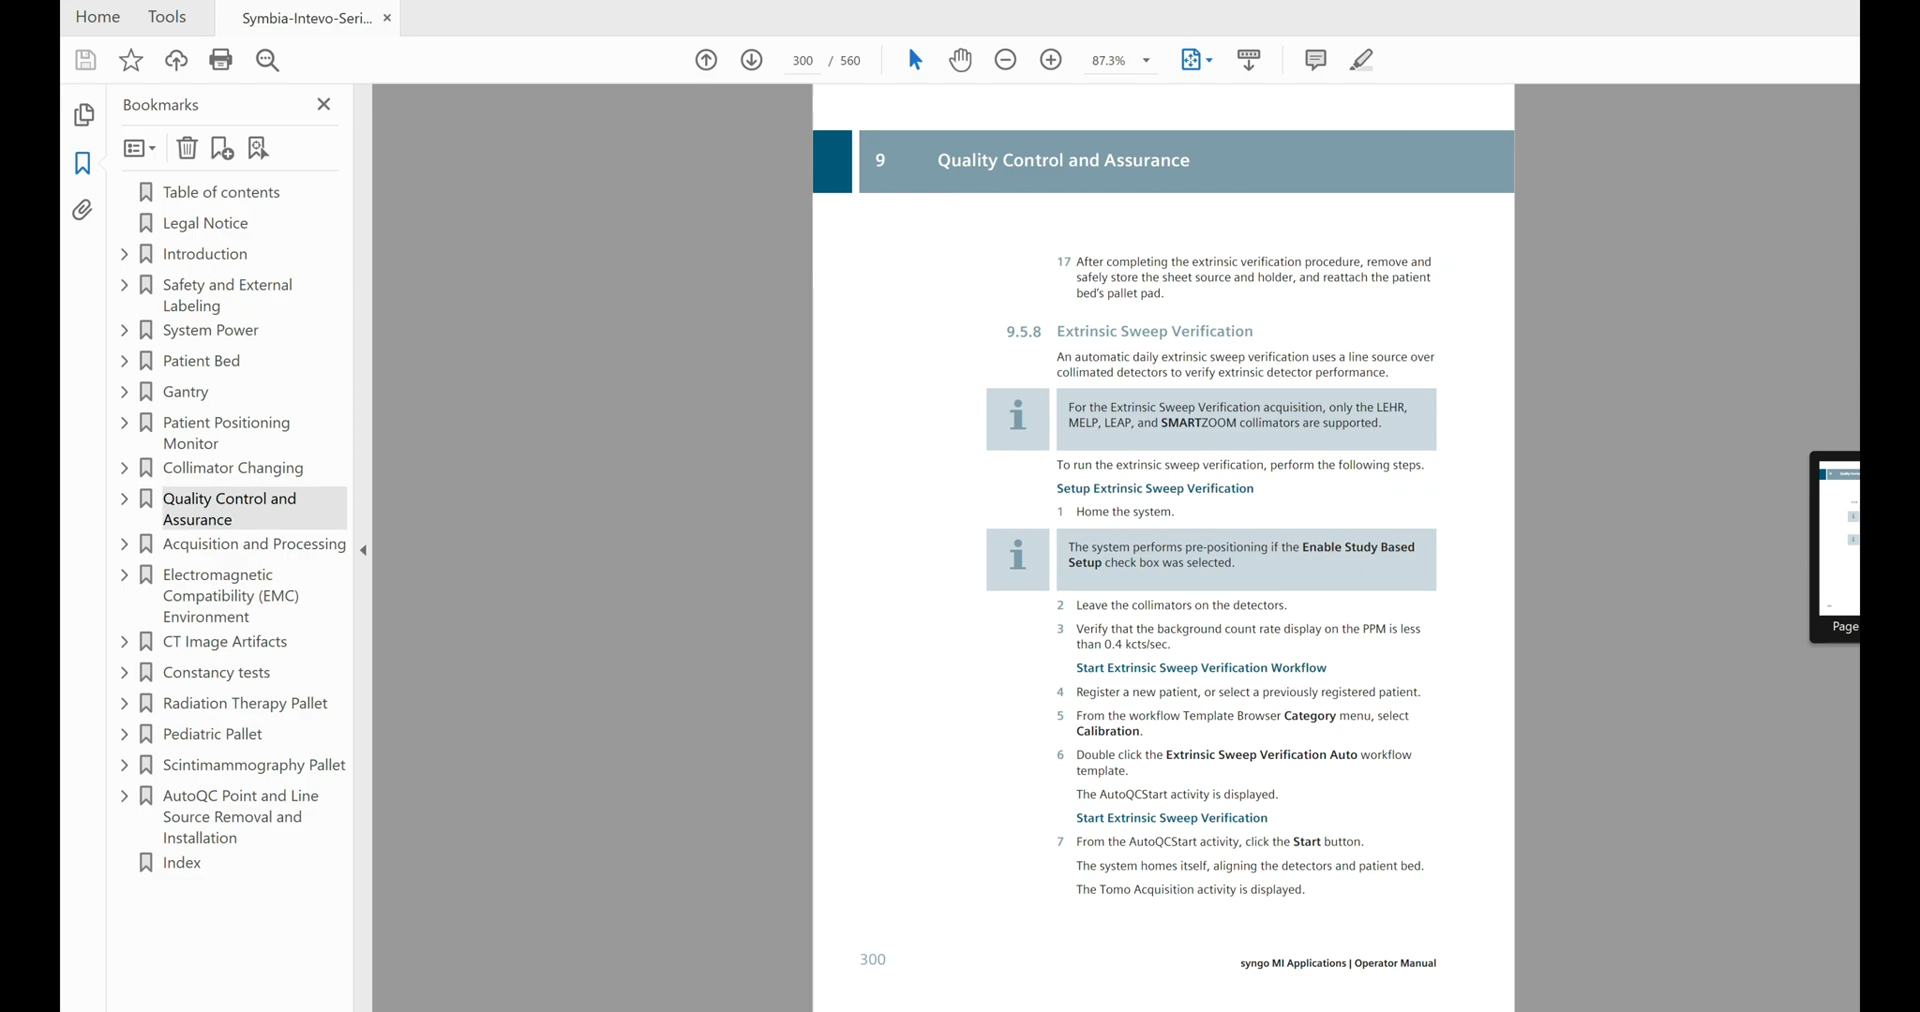 Home
Tools
Symbia-Intevo-Seri...
300 / 560
87.3%
Bookmarks
Table of contents
Legal Notice
Introduction
Safety and External
Labeling
System Power
Patient Bed
Gantry
Patient Positioning
Monitor
Collimator Changing
Quality Control and
Assurance
Acquisition and Processing
Electromagnetic
Compatibility (EMC)
Environment
CT Image Artifacts
Constancy tests
Radiation Therapy Pallet
Pediatric Pallet
Scintimammography Pallet
AutoQC Point and Line
Source Removal and
Installation
Index
9 Quality Control and Assurance
17 After completing the extrinsic verification procedure, remove and
safely store the sheet source and holder, and reattach the patient
bed's pallet pad.
9.5.8 Extrinsic Sweep Verification
An automatic daily extrinsic sweep verification uses a line source over
collimated detectors to verify extrinsic detector performance.
For the Extrinsic Sweep Verification acquisition, only the LEHR,
MELP, LEAP, and SMARTZOOM collimators are supported.
To run the extrinsic sweep verification, perform the following steps.
Setup Extrinsic Sweep Verification
1 Home the system.
The system performs pre-positioning if the Enable Study Based
Setup check box was selected.
2 Leave the collimators on the detectors.
3 Verify that the background count rate display on the PPM is less
than 0.4 kcts/sec.
Start Extrinsic Sweep Verification Workflow
4 Register a new patient, or select a previously registered patient.
5 From the workflow Template Browser Category menu, select
Calibration.
6 Double click the Extrinsic Sweep Verification Auto workflow
template.
The AutoQCStart activity is displayed.
Start Extrinsic Sweep Verification
7 From the AutoQCStart activity, click the Start button.
The system homes itself, aligning the detectors and patient bed.
The Tomo Acquisition activity is displayed.
300
syngo MI Applications | Operator Manual
Page